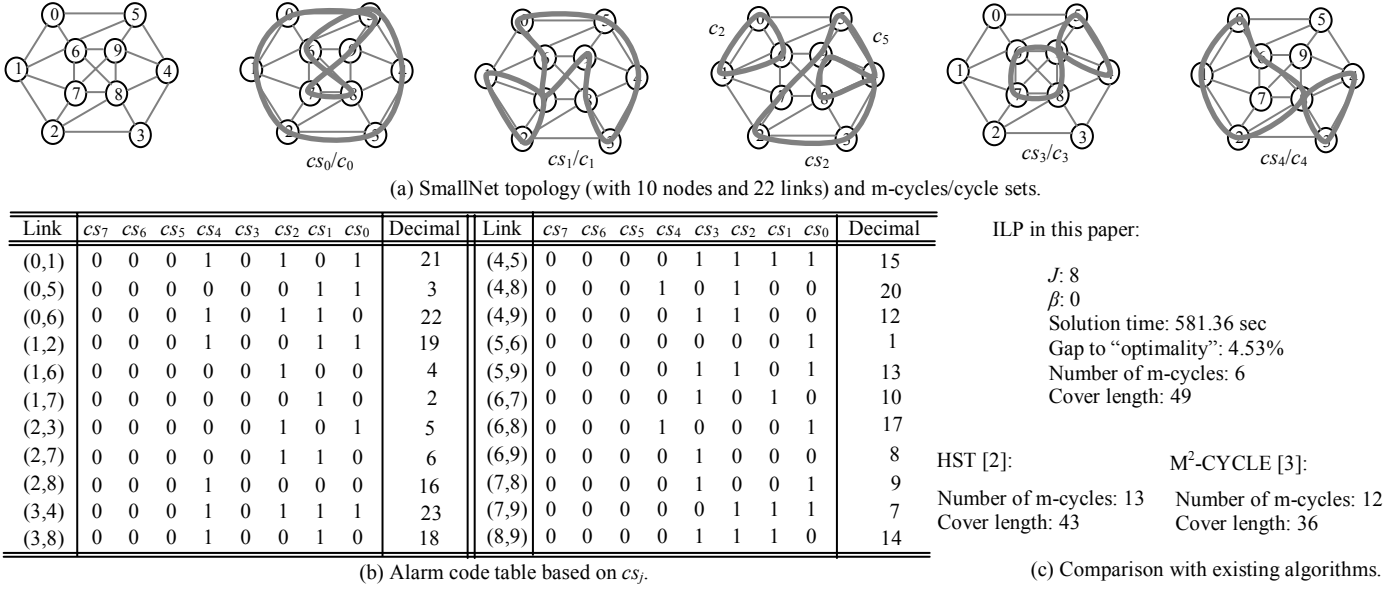 0 5 6 9 1 4 7 8 2 3
cs0/c0
cs1/c1
c2 c5
cs2
cs3/c3
cs4/c4
(a) SmallNet topology (with 10 nodes and 22 links) and m-cycles/cycle sets.
Link cs7 cs6 cs5 cs4 cs3 cs2 cs1 cs0 Decimal Link cs7 cs6 cs5 cs4 cs3 cs2 cs1 cs0 Decimal
(0,1) 0 0 0 1 0 1 0 1 21 (4,5) 0 0 0 0 1 1 1 1 15
(0,5) 0 0 0 0 0 0 1 1 3 (4,8) 0 0 0 1 0 1 0 0 20
(0,6) 0 0 0 1 0 1 1 0 22 (4,9) 0 0 0 0 1 1 0 0 12
(1,2) 0 0 0 1 0 0 1 1 19 (5,6) 0 0 0 0 0 0 0 1 1
(1,6) 0 0 0 0 0 1 0 0 4 (5,9) 0 0 0 0 1 1 0 1 13
(1,7) 0 0 0 0 0 0 1 0 2 (6,7) 0 0 0 0 1 0 1 0 10
(2,3) 0 0 0 0 0 1 0 1 5 (6,8) 0 0 0 1 0 0 0 1 17
(2,7) 0 0 0 0 0 1 1 0 6 (6,9) 0 0 0 0 1 0 0 0 8
(2,8) 0 0 0 1 0 0 0 0 16 (7,8) 0 0 0 0 1 0 0 1 9
(3,4) 0 0 0 1 0 1 1 1 23 (7,9) 0 0 0 0 0 1 1 1 7
(3,8) 0 0 0 1 0 0 1 0 18 (8,9) 0 0 0 0 1 1 1 0 14
(b) Alarm code table based on csj.
ILP in this paper:
J: 8
β: 0
Solution time: 581.36 sec
Gap to “optimality”: 4.53%
Number of m-cycles: 6
Cover length: 49
HST [2]:
Number of m-cycles: 13
Cover length: 43
M²-CYCLE [3]:
Number of m-cycles: 12
Cover length: 36
(c) Comparison with existing algorithms.